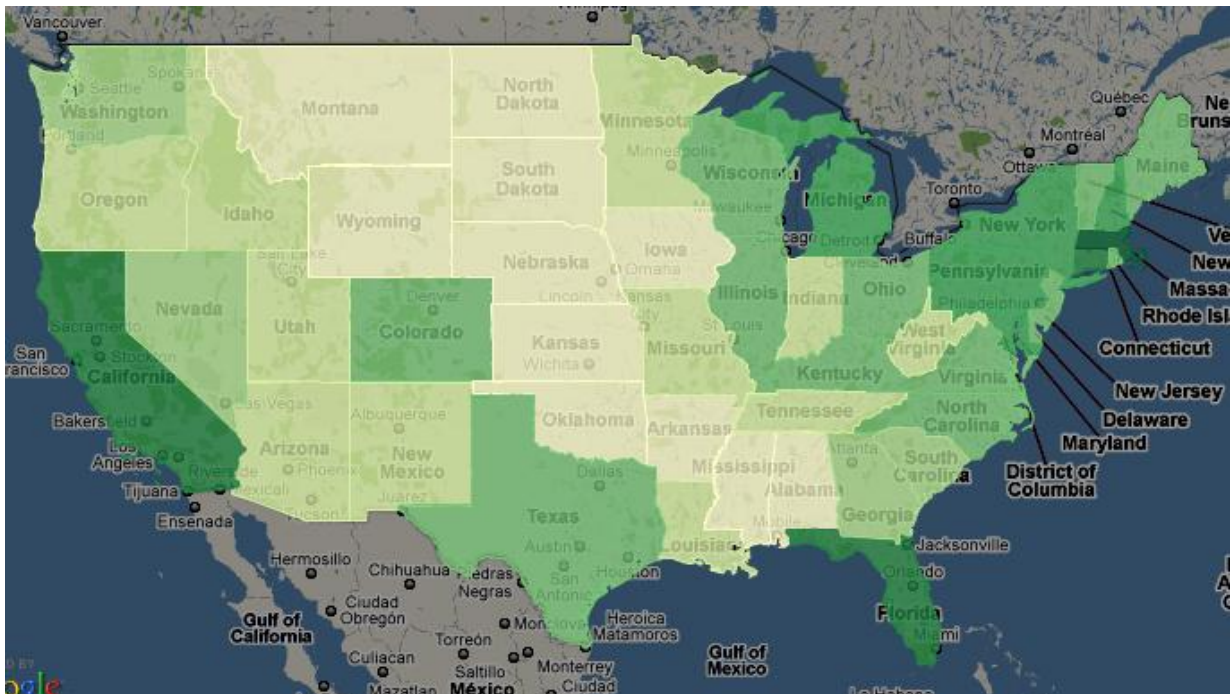 Vancouver
Québec
Montréal
Ottawa
Toronto
Seattle
Spokane
Washington
Portland
Montana
North
Dakota
Minnesota
Minneapolis
Wisconsin
Michigan
Maine
Oregon
Idaho
South
Dakota
Wyoming
Milwaukee
Detroit
Buffalo
New York
Iowa
Chicago
Cleveland
Salt Lake
City
Nebraska
Omaha
Lincoln
Pennsylvania
Philadelphia
Massa
Rhode Isl
Connecticut
New Jersey
Delaware
Maryland
District of
Columbia
Nevada
Utah
Denver
Colorado
Kansas
City
Kansas
Wichita
Missouri
St Louis
Illinois
Indiana
Ohio
West
Virginia
Virginia
Kentucky
Sacramento
Stockton
San
rancisco
California
Las Vegas
Bakersfield
Los
Angeles
Riverside
Tijuana
Mexicali
Ensenada
Arizona
Phoenix
Tucson
Albuquerque
New
Mexico
Juarez
Oklahoma
Arkansas
Tennessee
North
Carolina
South
Carolina
Atlanta
Georgia
Mississippi
Alabama
Mobile
Dallas
Texas
Austin
San
Antonio
Houston
Louisiana
Jacksonville
Orlando
Florida
Miami
Hermosillo
Chihuahua
Piedras
Negras
Ciudad
Obregón
Gulf of
California
Monclova
Heroica
Matamoros
Torreón
Culiacan
Saltillo
Monterrey
Gulf of
Mexico
Mazatlan
México
Ciudad
La Habana